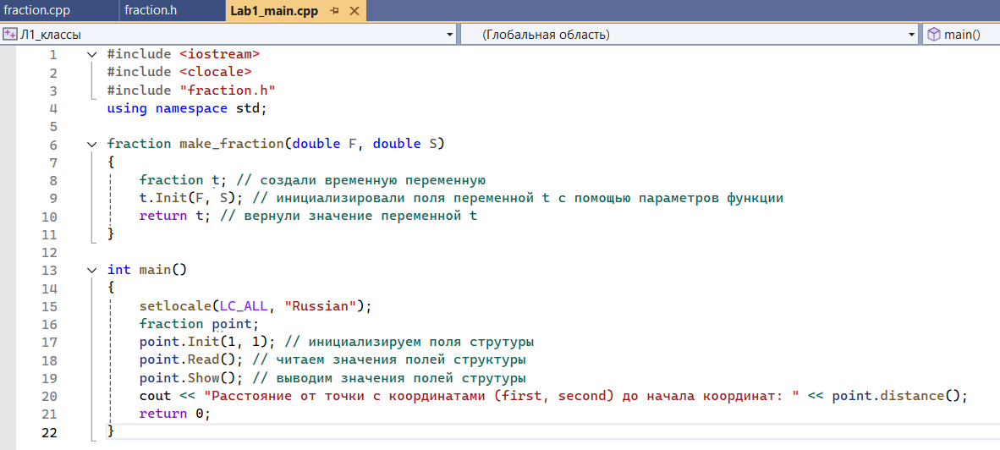 fraction.cpp fraction.h Lab1_main.cpp
Л1_классы (Глобальная область) main()
1 #include <iostream>
2 #include <clocale>
3 #include "fraction.h"
4 using namespace std;
5
6 fraction make_fraction(double F, double S)
7 {
8 fraction t; // создали временную переменную
9 t.Init(F, S); // инициализировали поля переменной t с помощью параметров функции
10 return t; // вернули значение переменной t
11 }
12
13 int main()
14 {
15 setlocale(LC_ALL, "Russian");
16 fraction point;
17 point.Init(1, 1); // инициализируем поля струтуры
18 point.Read(); // читаем значения полей структуры
19 point.Show(); // выводим значения полей струтуры
20 cout << "Расстояние от точки с координатами (first, second) до начала координат: " << point.distance();
21 return 0;
22 }